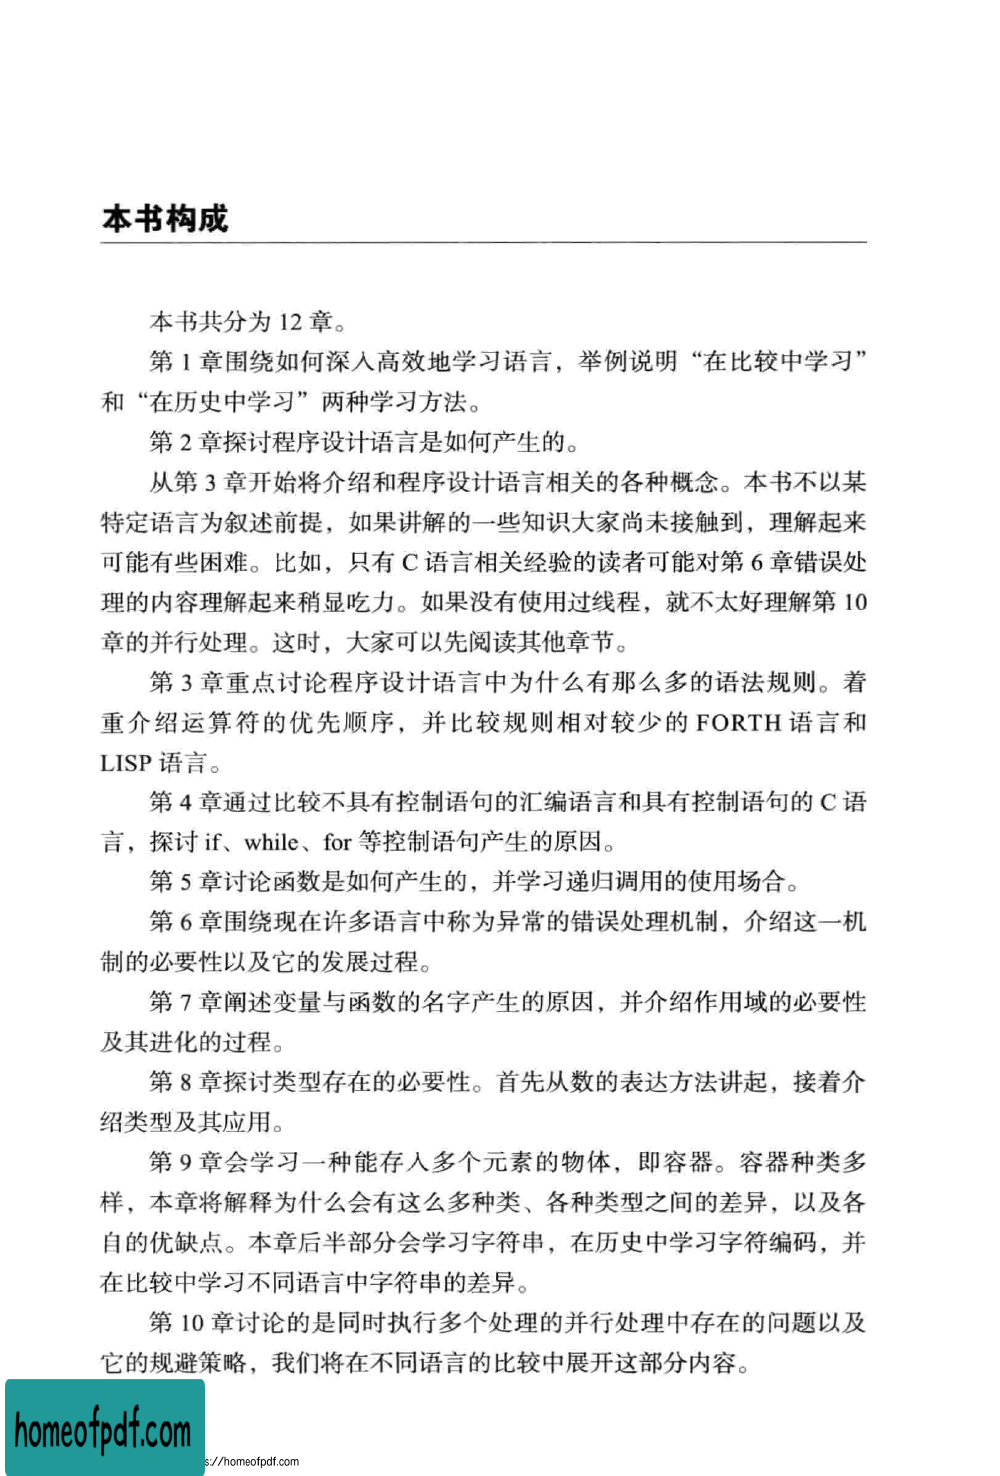 本书构成
本书共分为 12 章。
第 1 章围绕如何深入高效地学习语言，举例说明“在比较中学习”
和“在历史中学习”两种学习方法。
第 2 章探讨程序设计语言是如何产生的。
从第 3 章开始将介绍和程序设计语言相关的各种概念。本书不以某
特定语言为叙述前提，如果讲解的一些知识大家尚未接触到，理解起来
可能有些困难。比如，只有 C 语言相关经验的读者可能对第 6 章错误处
理的内容理解起来稍显吃力。如果没有使用过线程，就不太好理解第 10
章的并行处理。这时，大家可以先阅读其他章节。
第 3 章重点讨论程序设计语言中为什么有那么多的语法规则。着
重介绍运算符的优先顺序，并比较规则相对较少的 FORTH 语言和
LISP 语言。
第 4 章通过比较不具有控制语句的汇编语言和具有控制语句的 C 语
言，探讨 if、while、for 等控制语句产生的原因。
第 5 章讨论函数是如何产生的，并学习递归调用的使用场合。
第 6 章围绕现在许多语言中称为异常的错误处理机制，介绍这一机
制的必要性以及它的发展过程。
第 7 章阐述变量与函数的名字产生的原因，并介绍作用域的必要性
及其进化的过程。
第 8 章探讨类型存在的必要性。首先从数的表达方法讲起，接着介
绍类型及其应用。
第 9 章会学习一种能存入多个元素的物体，即容器。容器种类多
样，本章将解释为什么会有这么多种类、各种类型之间的差异，以及各
自的优缺点。本章后半部分会学习字符串，在历史中学习字符编码，并
在比较中学习不同语言中字符串的差异。
第 10 章讨论的是同时执行多个处理的并行处理中存在的问题以及
它的规避策略，我们将在不同语言的比较中展开这部分内容。
homeofpdf.com
s://homeofpdf.com